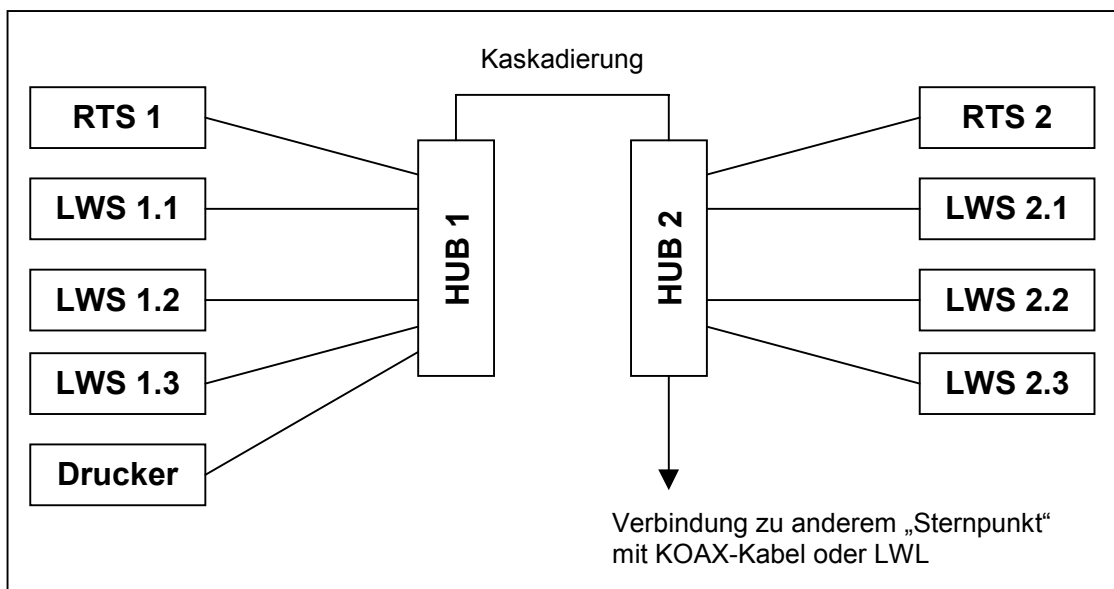 Kaskadierung
RTS 1
LWS 1.1
LWS 1.2
LWS 1.3
Drucker
HUB 1
HUB 2
RTS 2
LWS 2.1
LWS 2.2
LWS 2.3
Verbindung zu anderem „Sternpunkt“
mit KOAX-Kabel oder LWL